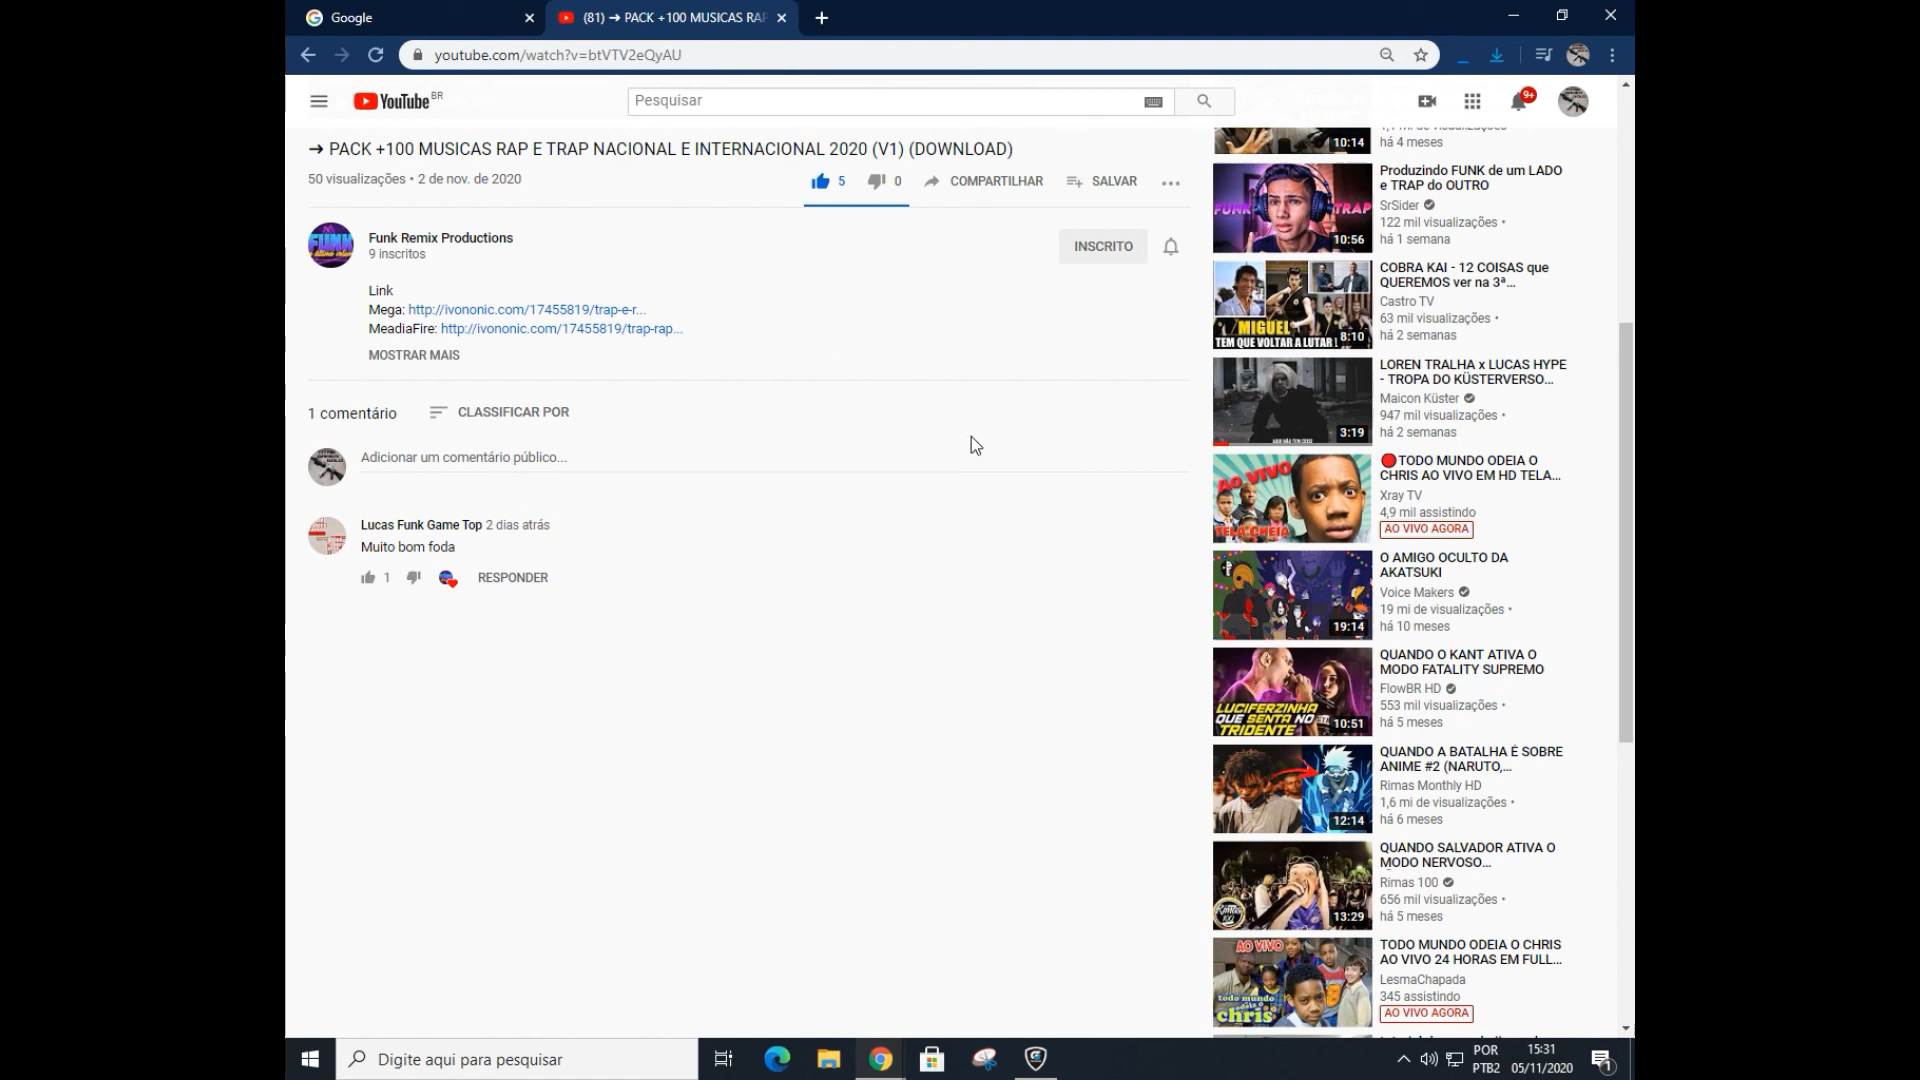 Google
(81) ➔ PACK +100 MUSICAS RAP
youtube.com/watch?v=btVTV2eQyAU
YouTube BR
Pesquisar
9+
➔ PACK +100 MUSICAS RAP E TRAP NACIONAL E INTERNACIONAL 2020 (V1) (DOWNLOAD)
50 visualizações • 2 de nov. de 2020
5
0
COMPARTILHAR
SALVAR
Funk Remix Productions
9 inscritos
INSCRITO
Link
Mega: http://ivononic.com/17455819/trap-e-r...
MeadiaFire: http://ivononic.com/17455819/trap-rap...
MOSTRAR MAIS
1 comentário
CLASSIFICAR POR
Adicionar um comentário público...
Lucas Funk Game Top 2 dias atrás
Muito bom foda
1
RESPONDER
10:14
há 4 meses
FUNK
TRAP
10:56
Produzindo FUNK de um LADO
e TRAP do OUTRO
SrSider
122 mil visualizações •
há 1 semana
MIGUEL
TEM QUE VOLTAR A LUTAR !
8:10
COBRA KAI - 12 COISAS que
QUEREMOS ver na 3ª...
Castro TV
63 mil visualizações •
há 2 semanas
3:19
LOREN TRALHA x LUCAS HYPE
- TROPA DO KÜSTERVERSO...
Maicon Küster
947 mil visualizações •
há 2 semanas
AO VIVO
TELA CHEIA
🔴TODO MUNDO ODEIA O
CHRIS AO VIVO EM HD TELA...
Xray TV
4,9 mil assistindo
AO VIVO AGORA
19:14
O AMIGO OCULTO DA
AKATSUKI
Voice Makers
19 mi de visualizações •
há 10 meses
LUCIFERZINHA
QUE SENTA NO
TRIDENTE
10:51
QUANDO O KANT ATIVA O
MODO FATALITY SUPREMO
FlowBR HD
553 mil visualizações •
há 5 meses
12:14
QUANDO A BATALHA É SOBRE
ANIME #2 (NARUTO,...
Rimas Monthly HD
1,6 mi de visualizações •
há 6 meses
Rimas
100
13:29
QUANDO SALVADOR ATIVA O
MODO NERVOSO...
Rimas 100
656 mil visualizações •
há 5 meses
AO VIVO
todo mundo
odeia o
chris
TODO MUNDO ODEIA O CHRIS
AO VIVO 24 HORAS EM FULL...
LesmaChapada
345 assistindo
AO VIVO AGORA
Digite aqui para pesquisar
POR
PTB2
15:31
05/11/2020
1